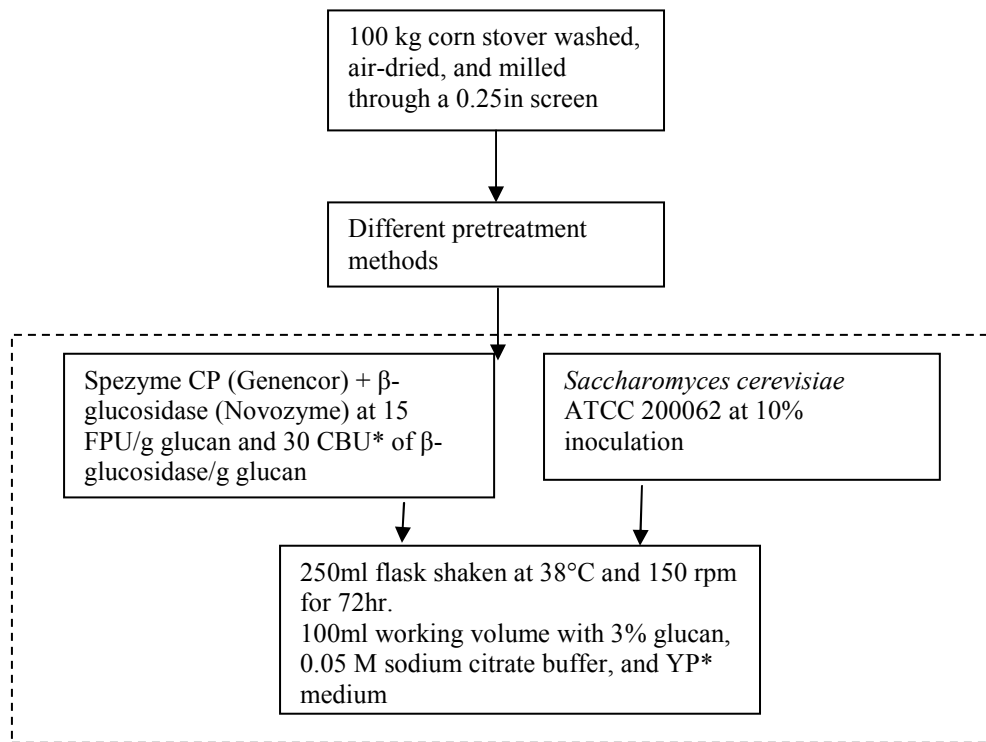 100 kg corn stover washed,
air-dried, and milled
through a 0.25in screen
Different pretreatment
methods
Spezyme CP (Genencor) + β-
glucosidase (Novozyme) at 15
FPU/g glucan and 30 CBU* of β-
glucosidase/g glucan
Saccharomyces cerevisiae
ATCC 200062 at 10%
inoculation
250ml flask shaken at 38°C and 150 rpm
for 72hr.
100ml working volume with 3% glucan,
0.05 M sodium citrate buffer, and YP*
medium